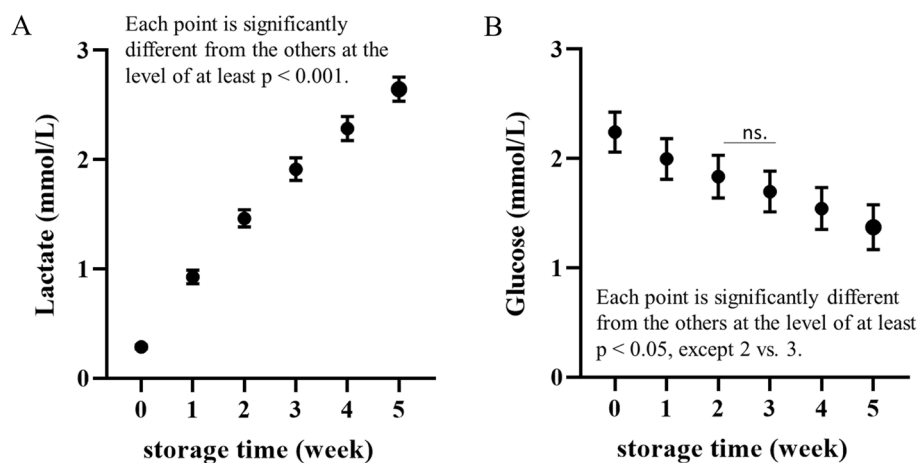 A
Each point is significantly
different from the others at the
level of at least p < 0.001.
3
2
1
0
Lactate (mmol/L)
0 1 2 3 4 5
storage time (week)
B
3
2
1
0
Glucose (mmol/L)
ns.
Each point is significantly different
from the others at the level of at least
p < 0.05, except 2 vs. 3.
0 1 2 3 4 5
storage time (week)